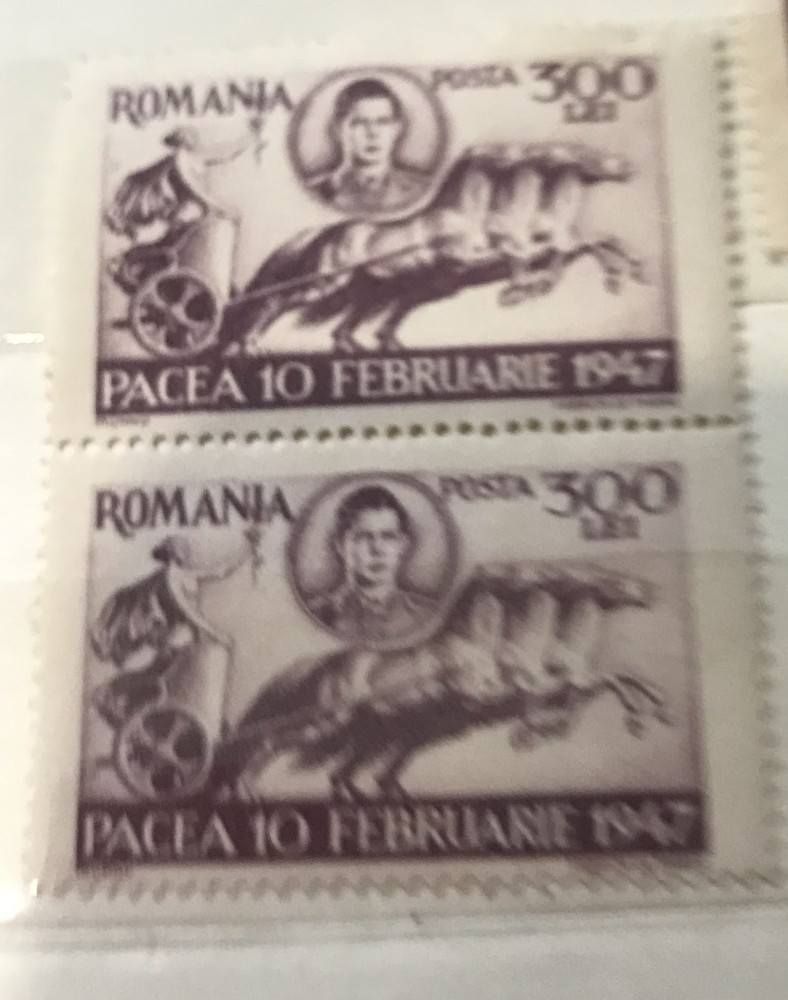 ROMANIA POSTA 300
LEI
PACEA 10 FEBRUARIE 1947
ROMANIA POSTA 300
LEI
PACEA 10 FEBRUARIE 1947